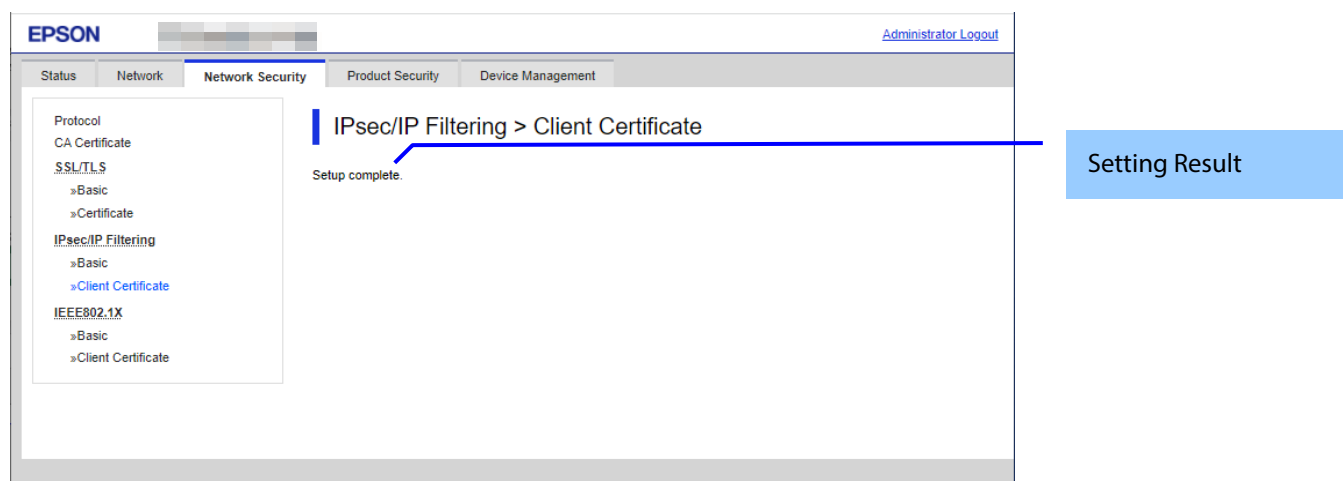 EPSON
Administrator Logout
Status Network Network Security Product Security Device Management
Protocol
CA Certificate
SSL/TLS
»Basic
»Certificate
IPsec/IP Filtering
»Basic
»Client Certificate
IEEE802.1X
»Basic
»Client Certificate
IPsec/IP Filtering > Client Certificate
Setup complete.
Setting Result